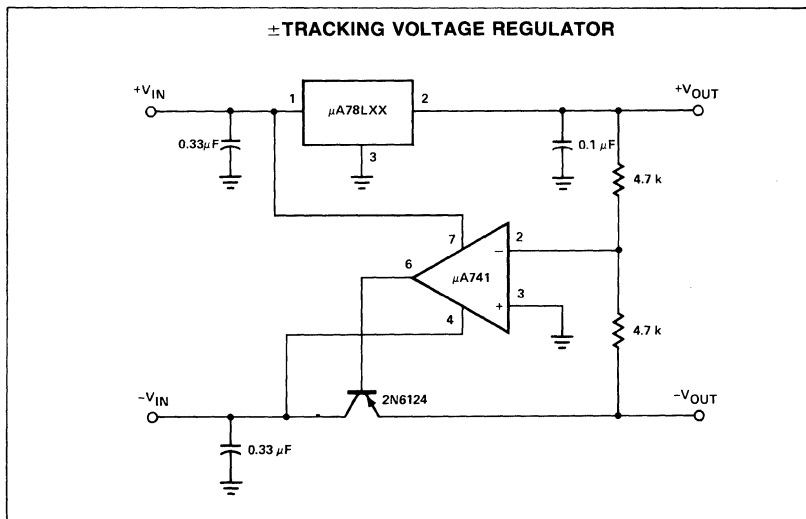 ±TRACKING VOLTAGE REGULATOR
+VIN
1
μA78LXX
2
+VOUT
0.33μF
3
0.1 μF
4.7 k
7
2
6
μA741
−
3
+
4
4.7 k
2N6124
−VIN
−VOUT
0.33 μF